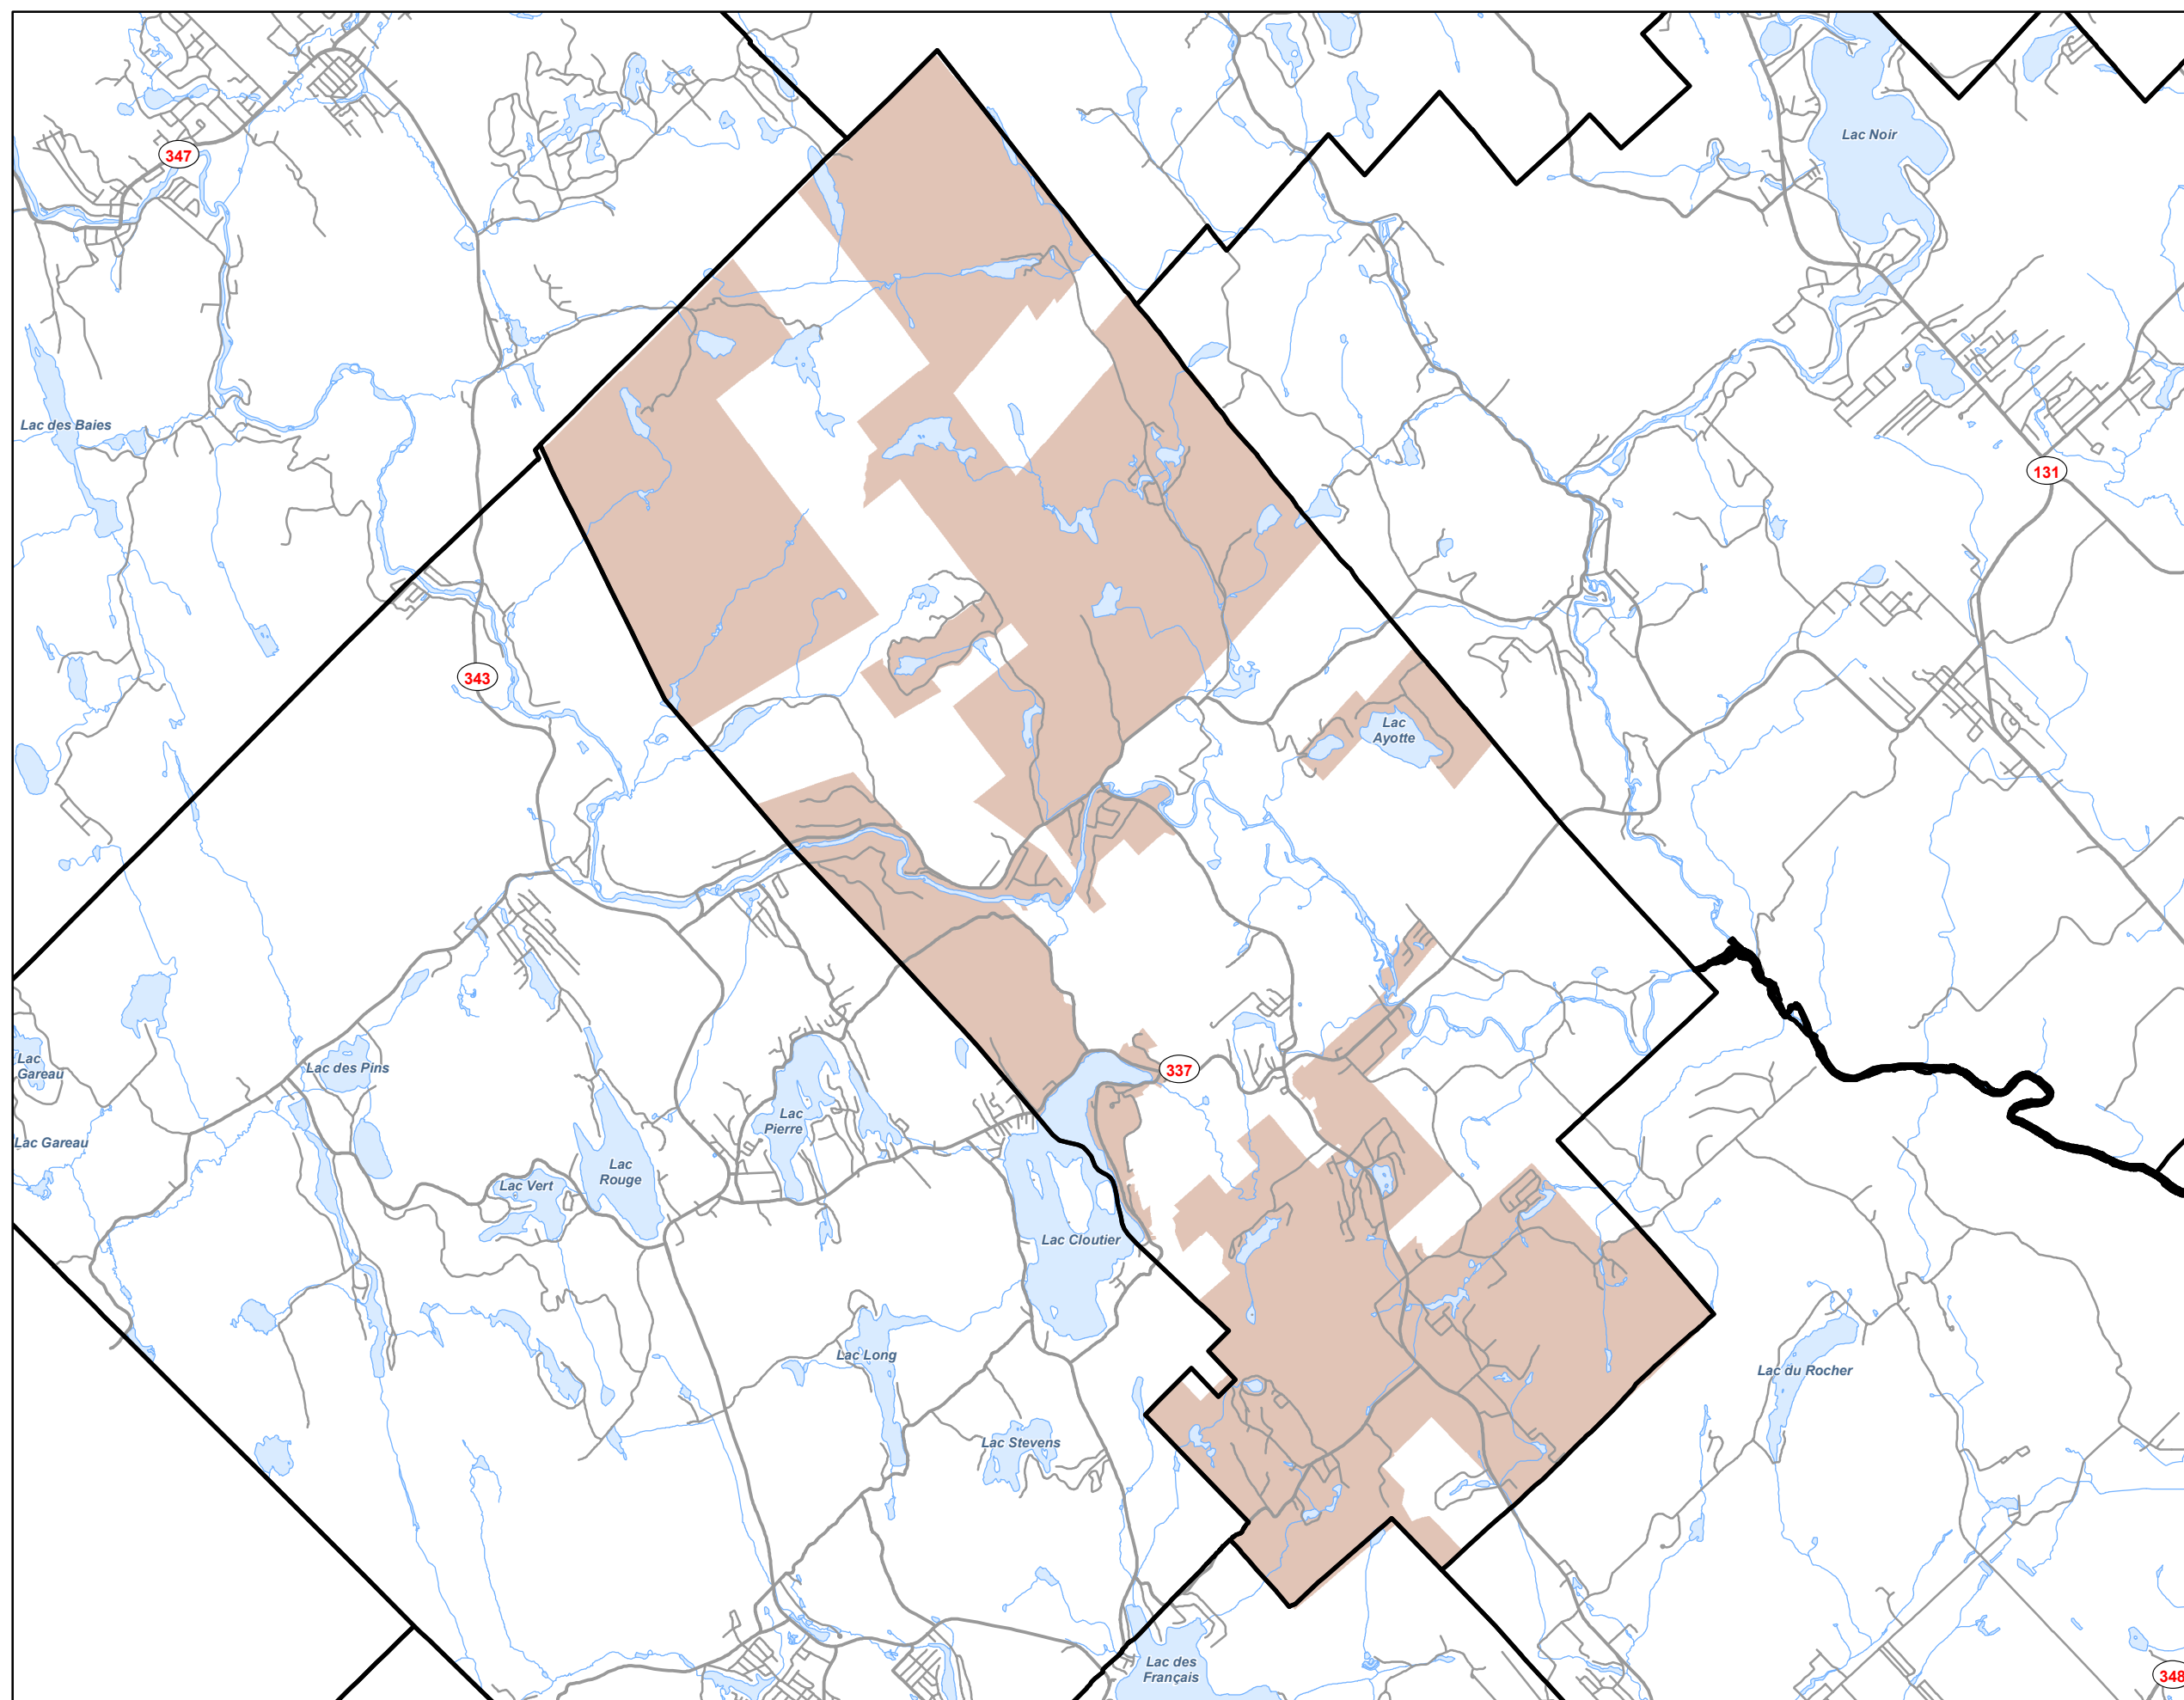 Lac Noir
347
Lac des Baies
131
343
Lac
Ayotte
Lac
Gareau
Lac des Pins
337
Lac
Pierre
Lac Gareau
Lac
Rouge
Lac Vert
Lac Cloutier
Lac Long
Lac du Rocher
Lac Stevens
Lac des
Français
348